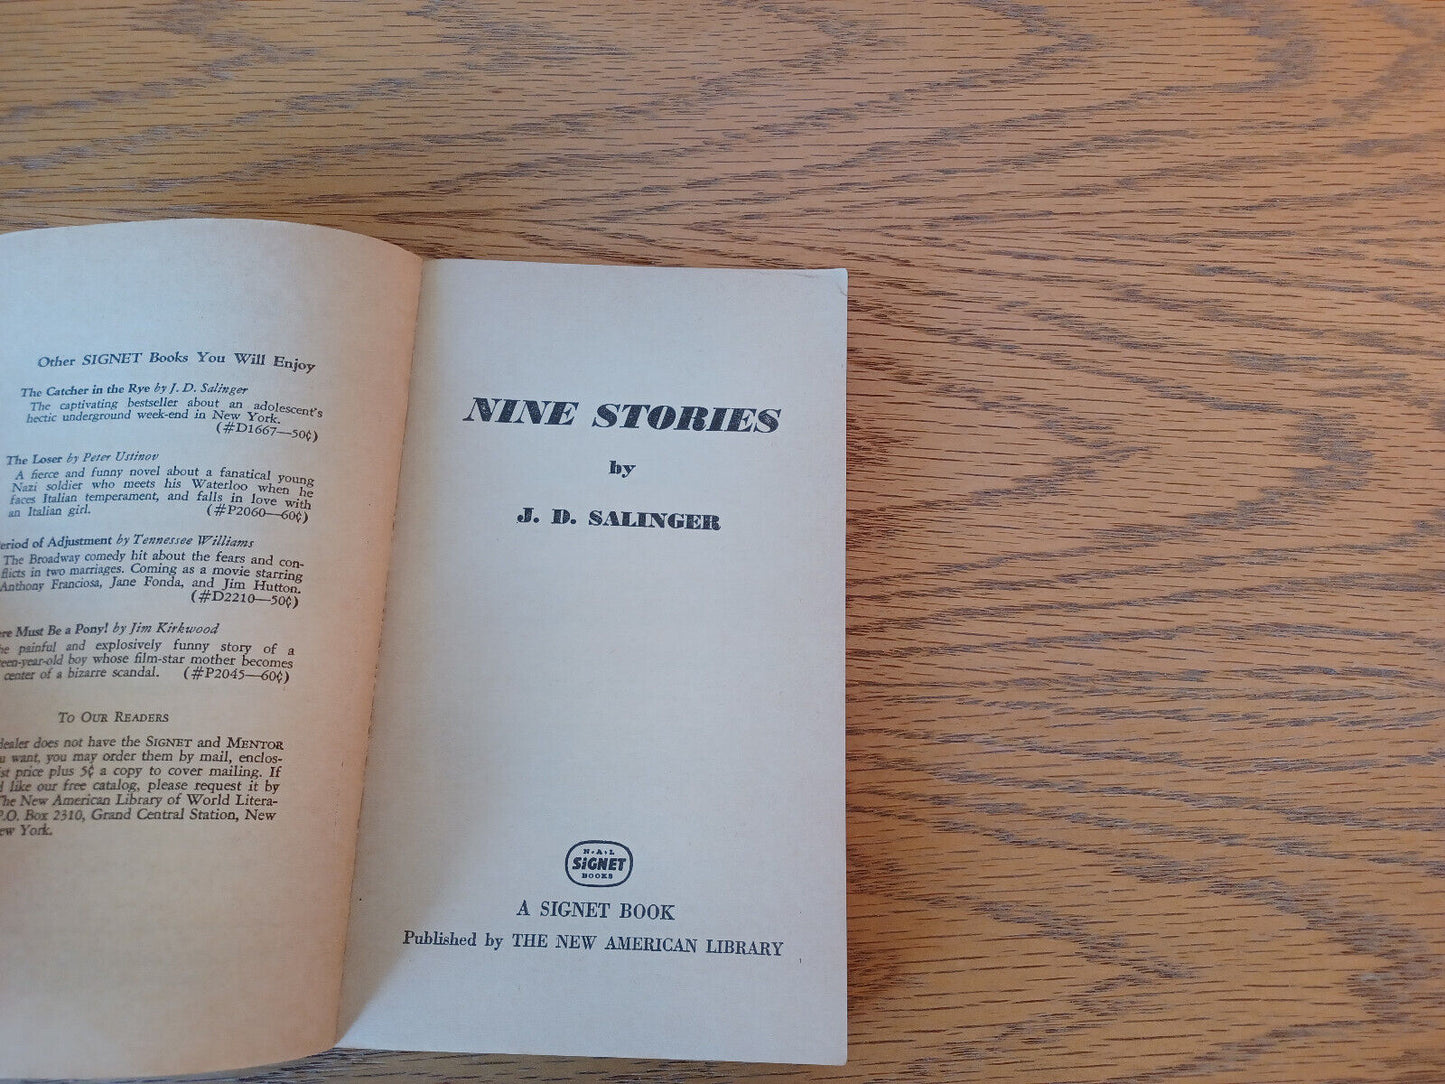 Other SIGNET Books You Will Enjoy
The Catcher in the Rye by J. D. Salinger
The captivating bestseller about an adolescent's
hectic underground week-end in New York.
(#D1667—50¢)
The Loser by Peter Ustinov
A fierce and funny novel about a fanatical young
Nazi soldier who meets his Waterloo when he
faces Italian temperament, and falls in love with
an Italian girl. (#P2060—60¢)
of Adjustment by Tennessee Williams
The Broadway comedy hit about the fears and con-
flicts in two marriages. Coming as a movie starring
Anthony Franciosa, Jane Fonda, and Jim Hutton.
(#D2210—50¢)
Must Be a Pony! by Jim Kirkwood
painful and explosively funny story of a
boy whose film-star mother becomes
center of a bizarre scandal. (#P2045—60¢)
TO OUR READERS
dealer does not have the SIGNET and MENTOR
want, you may order them by mail, enclos-
price plus 5¢ a copy to cover mailing. If
like our free catalog, please request it by
The New American Library of World Litera-
P.O. Box 2310, Grand Central Station, New
York.
NINE STORIES
by
J. D. SALINGER
N·A·L
SIGNET
BOOKS
A SIGNET BOOK
Published by THE NEW AMERICAN LIBRARY